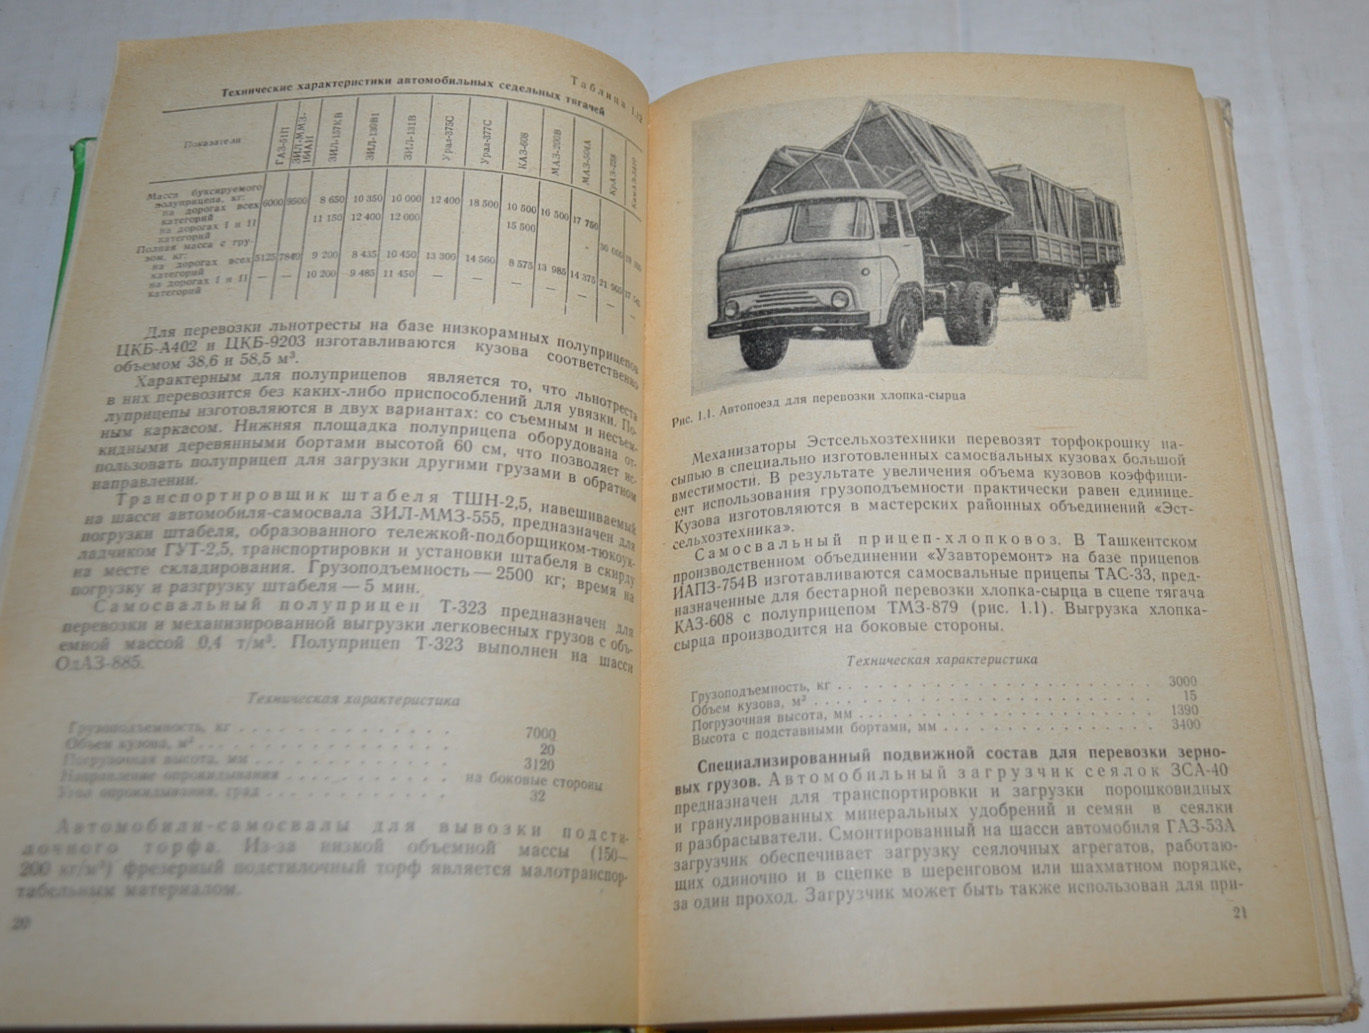 Таблица 1.12
Технические характеристики автомобильных седельных тягачей
Показатели ГАЗ-51П ЗИЛ-ММЗ-164АН ЗИЛ-157КВ ЗИЛ-130В1 ЗИЛ-131В Урал-375С Урал-377С КАЗ-608 МАЗ-200В МАЗ-504А КрАЗ-258
Масса буксируемого
полуприцепа, кг:
на дорогах всех 6000 9500 8 650 10 350 10 000 12 400 18 500 10 500 16 500 17 750
категорий
на дорогах I и II 11 150 12 400 12 000 15 500 - 30 000
категорий
Полная масса с гру-
зом, кг:
на дорогах всех 5125 7840 9 200 8 435 10 450 13 300 14 560 8 575 13 985 14 375
категорий
на дорогах I и II — — 10 200 9 485 11 450 — — — — — —
категорий
Для перевозки льнотресты на базе низкорамных полуприцепов
ЦКБ-А402 и ЦКБ-9203 изготавливаются кузова соответственно
объемом 38,6 и 58,5 м³.
Характерным для полуприцепов является то, что льнотреста
в них перевозится без каких-либо приспособлений для увязки. По-
луприцепы изготовляются в двух вариантах: со съемным и несъем-
ным каркасом. Нижняя площадка полуприцепа оборудована от-
кидными деревянными бортами высотой 60 см, что позволяет ис-
пользовать полуприцеп для загрузки другими грузами в обратном
направлении.
Транспортировщик штабеля ТШН-2,5, навешиваемый
на шасси автомобиля-самосвала ЗИЛ-ММЗ-555, предназначен для
погрузки штабеля, образованного тележкой-подборщиком-тюкоук-
ладчиком ГУТ-2,5, транспортировки и установки штабеля в скирду
на месте складирования. Грузоподъемность — 2500 кг; время на
погрузку и разгрузку штабеля — 5 мин.
Самосвальный полуприцеп Т-323 предназначен для
перевозки и механизированной выгрузки легковесных грузов с объ-
емной массой 0,4 т/м³. Полуприцеп Т-323 выполнен на шасси
ОдАЗ-885.
Техническая характеристика
Грузоподъемность, кг . . . . . . . . . . . . 7000
Объем кузова, м³ . . . . . . . . . . . . 20
Погрузочная высота, мм . . . . . . . . . . . . 3120
Направление опрокидывания . . . . . . . . . . на боковые стороны
Угол опрокидывания, град . . . . . . . . . . 32
Автомобили-самосвалы для вывозки подсти-
лочного торфа. Из-за низкой объемной массы (150—
200 кг/м³) фрезерный подстилочный торф является малотранспор-
табельным материалом.
20
Рис. 1.1. Автопоезд для перевозки хлопка-сырца
Механизаторы Эстсельхозтехники перевозят торфокрошку на-
сыпью в специально изготовленных самосвальных кузовах большой
вместимости. В результате увеличения объема кузовов коэффици-
ент использования грузоподъемности практически равен единице.
Кузова изготовляются в мастерских районных объединений «Эст-
сельхозтехника».
Самосвальный прицеп-хлопковоз. В Ташкентском
производственном объединении «Узавторемонт» на базе прицепов
ИАПЗ-754В изготавливаются самосвальные прицепы ТАС-33, пред-
назначенные для бестарной перевозки хлопка-сырца в сцепе тягача
КАЗ-608 с полуприцепом ТМЗ-879 (рис. 1.1). Выгрузка хлопка-
сырца производится на боковые стороны.
Техническая характеристика
Грузоподъемность, кг . . . . . . . . . . . . 3000
Объем кузова, м³ . . . . . . . . . . . . 15
Погрузочная высота, мм . . . . . . . . . . . . 1390
Высота с подставными бортами, мм . . . . . . . . . . 3400
Специализированный подвижной состав для перевозки зерно-
вых грузов. Автомобильный загрузчик сеялок ЗСА-40
предназначен для транспортировки и загрузки порошковидных
и гранулированных минеральных удобрений и семян в сеялки
и разбрасыватели. Смонтированный на шасси автомобиля ГАЗ-53А
загрузчик обеспечивает загрузку сеялочных агрегатов, работаю-
щих одиночно и в сцепке в шеренговом или шахматном порядке,
за один проход. Загрузчик может быть также использован для при-
21